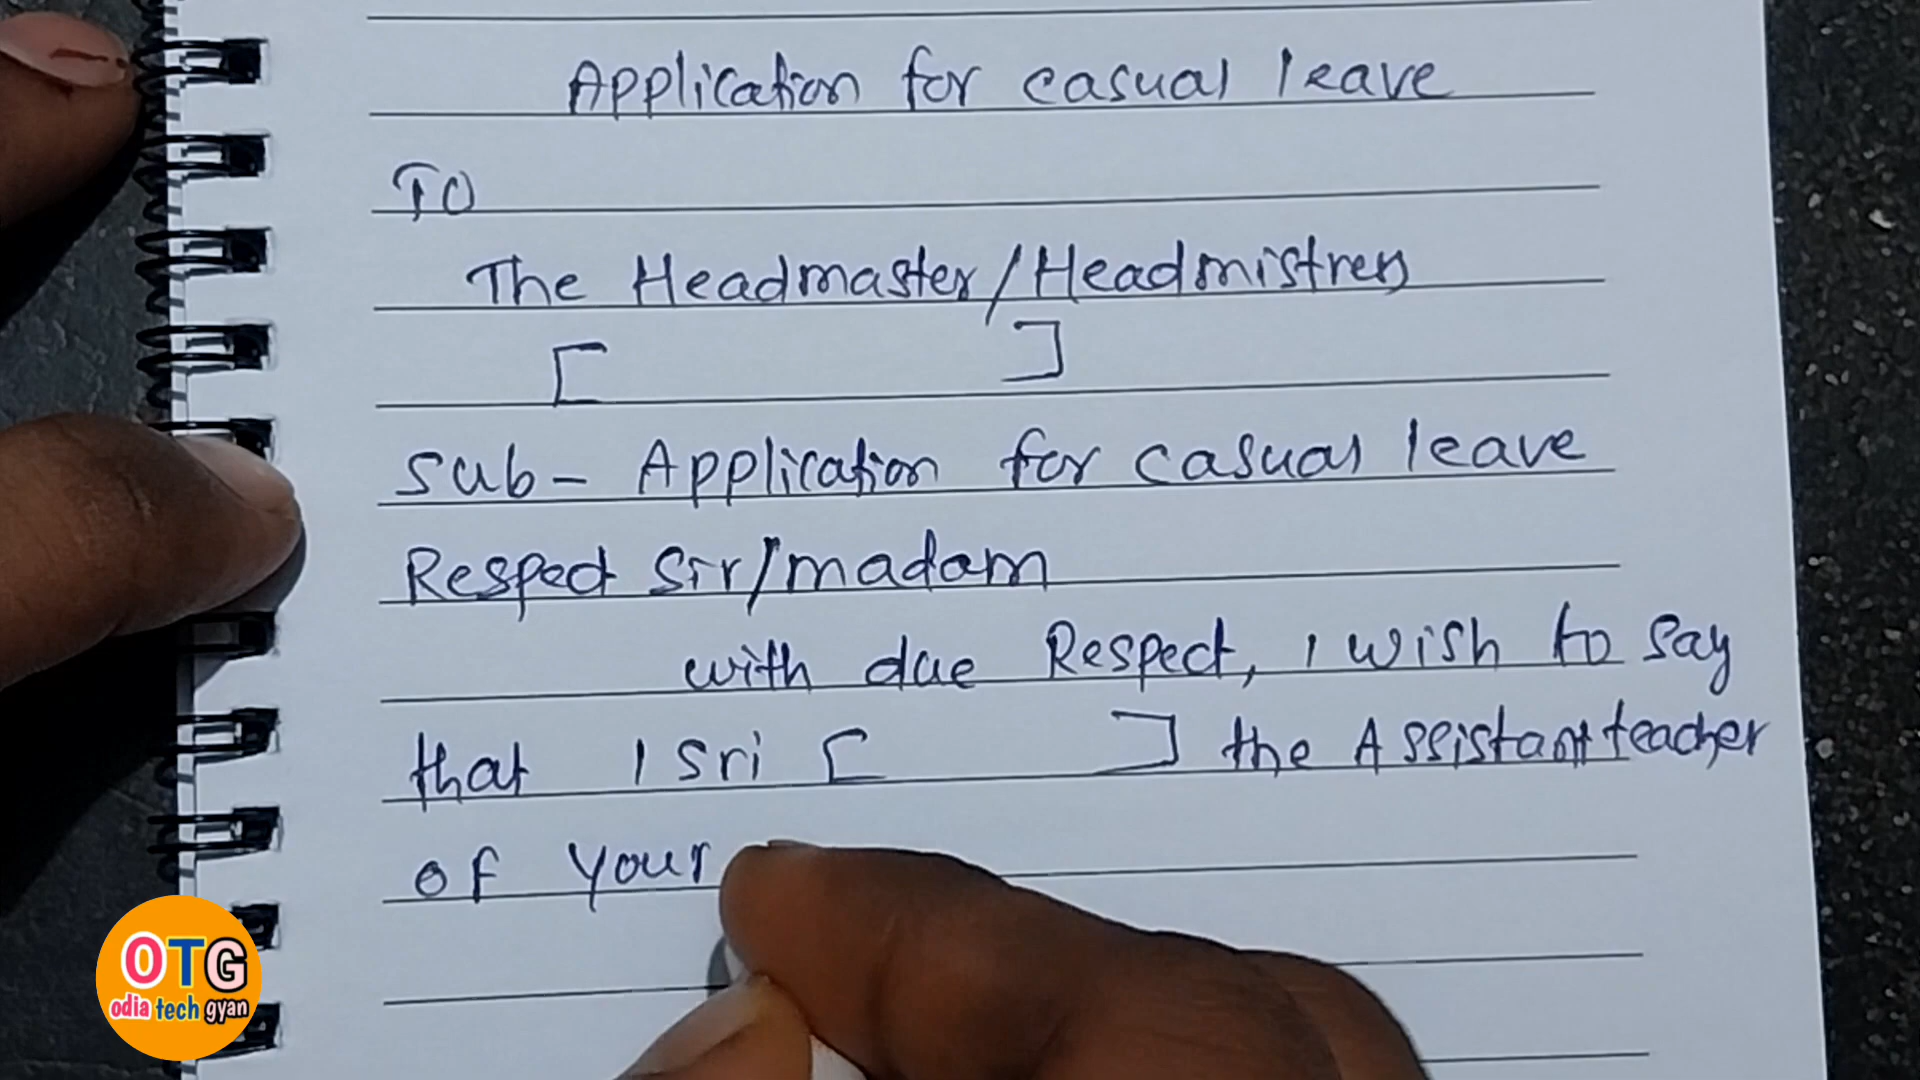 Application for casual leave
TO
The Headmaster/Headmistress
[ ]
Sub- Application for casual leave
Respect Sir/madam
with due Respect, I wish to say
that I Sri [ ] the Assistant teacher
of your
OTG
odia tech gyan